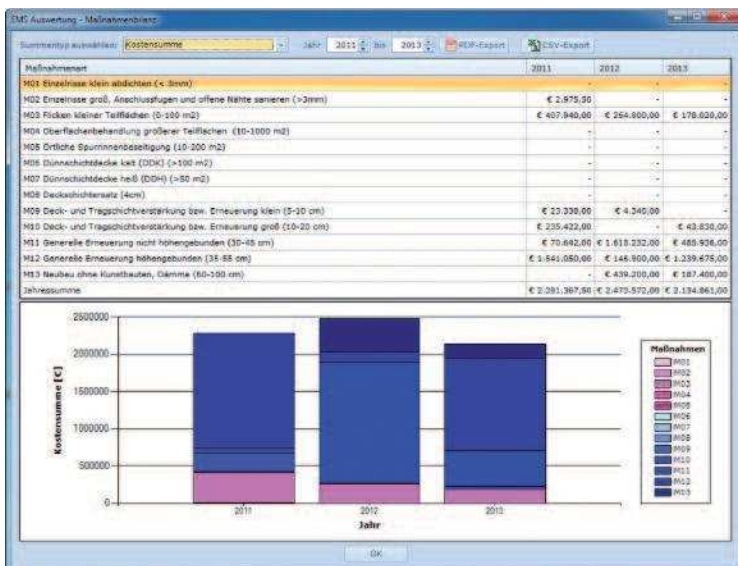 EMS Auswertung - Maßnahmenbilanz
Summentyp auswählen: Kostensumme Jahr 2011 bis 2013 PDF-Export CSV-Export
Maßnahmenart 2011 2012 2013
M01 Einzelrisse klein abdichten (< 3mm) - - -
M02 Einzelrisse groß, Anschlussfugen und offene Nähte sanieren (>3mm) € 2.975,50 - -
M03 Flicken kleiner Teilflächen (0-100 m2) € 407.940,00 € 264.900,00 € 178.020,00
M04 Oberflächenbehandlung größerer Teilflächen (10-1000 m2) - - -
M05 Örtliche Spurrinnenbeseitigung (10-200 m2) - - -
M06 Dünnschichtdecke kalt (DDK) (>100 m2) - - -
M07 Dünnschichtdecke heiß (DDH) (>50 m2) - - -
M08 Deckschichtersatz (4cm) - - -
M09 Deck- und Tragschichtverstärkung bzw. Erneuerung klein (5-10 cm) € 23.338,00 € 4.340,00 -
M10 Deck- und Tragschichtverstärkung bzw. Erneuerung groß (10-20 cm) € 235.422,00 - € 43.830,00
M11 Generelle Erneuerung nicht höhengebunden (30-45 cm) € 70.642,00 € 1.618.232,00 € 485.936,00
M12 Generelle Erneuerung höhengebunden (35-55 cm) € 1.541.050,00 € 146.900,00 € 1.239.675,00
M13 Neubau ohne Kunstbauten, Dämme (60-100 cm) - € 439.200,00 € 187.400,00
Jahressumme € 2.281.367,50 € 2.473.572,00 € 2.134.861,00
Kostensumme [€]
2500000
2000000
1500000
1000000
500000
0
2011 2012 2013
Jahr
Maßnahmen
M01
M02
M03
M04
M05
M06
M07
M08
M09
M10
M11
M12
M13
OK